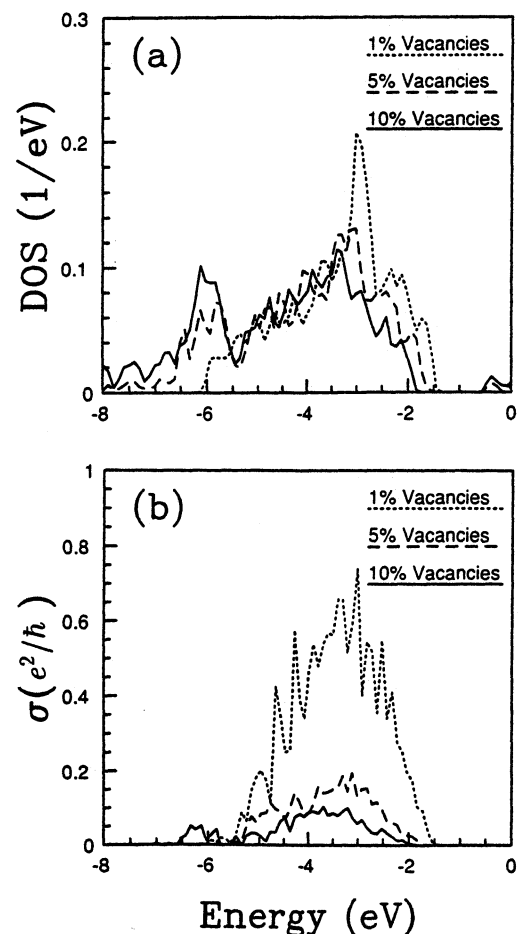 0.3
(a)
1% Vacancies
5% Vacancies
10% Vacancies
0.2
DOS (1/eV)
0.1
0
-8
-6
-4
-2
0
1
(b)
1% Vacancies
5% Vacancies
10% Vacancies
0.8
0.6
σ(e²/ℏ)
0.4
0.2
0
-8
-6
-4
-2
0
Energy (eV)